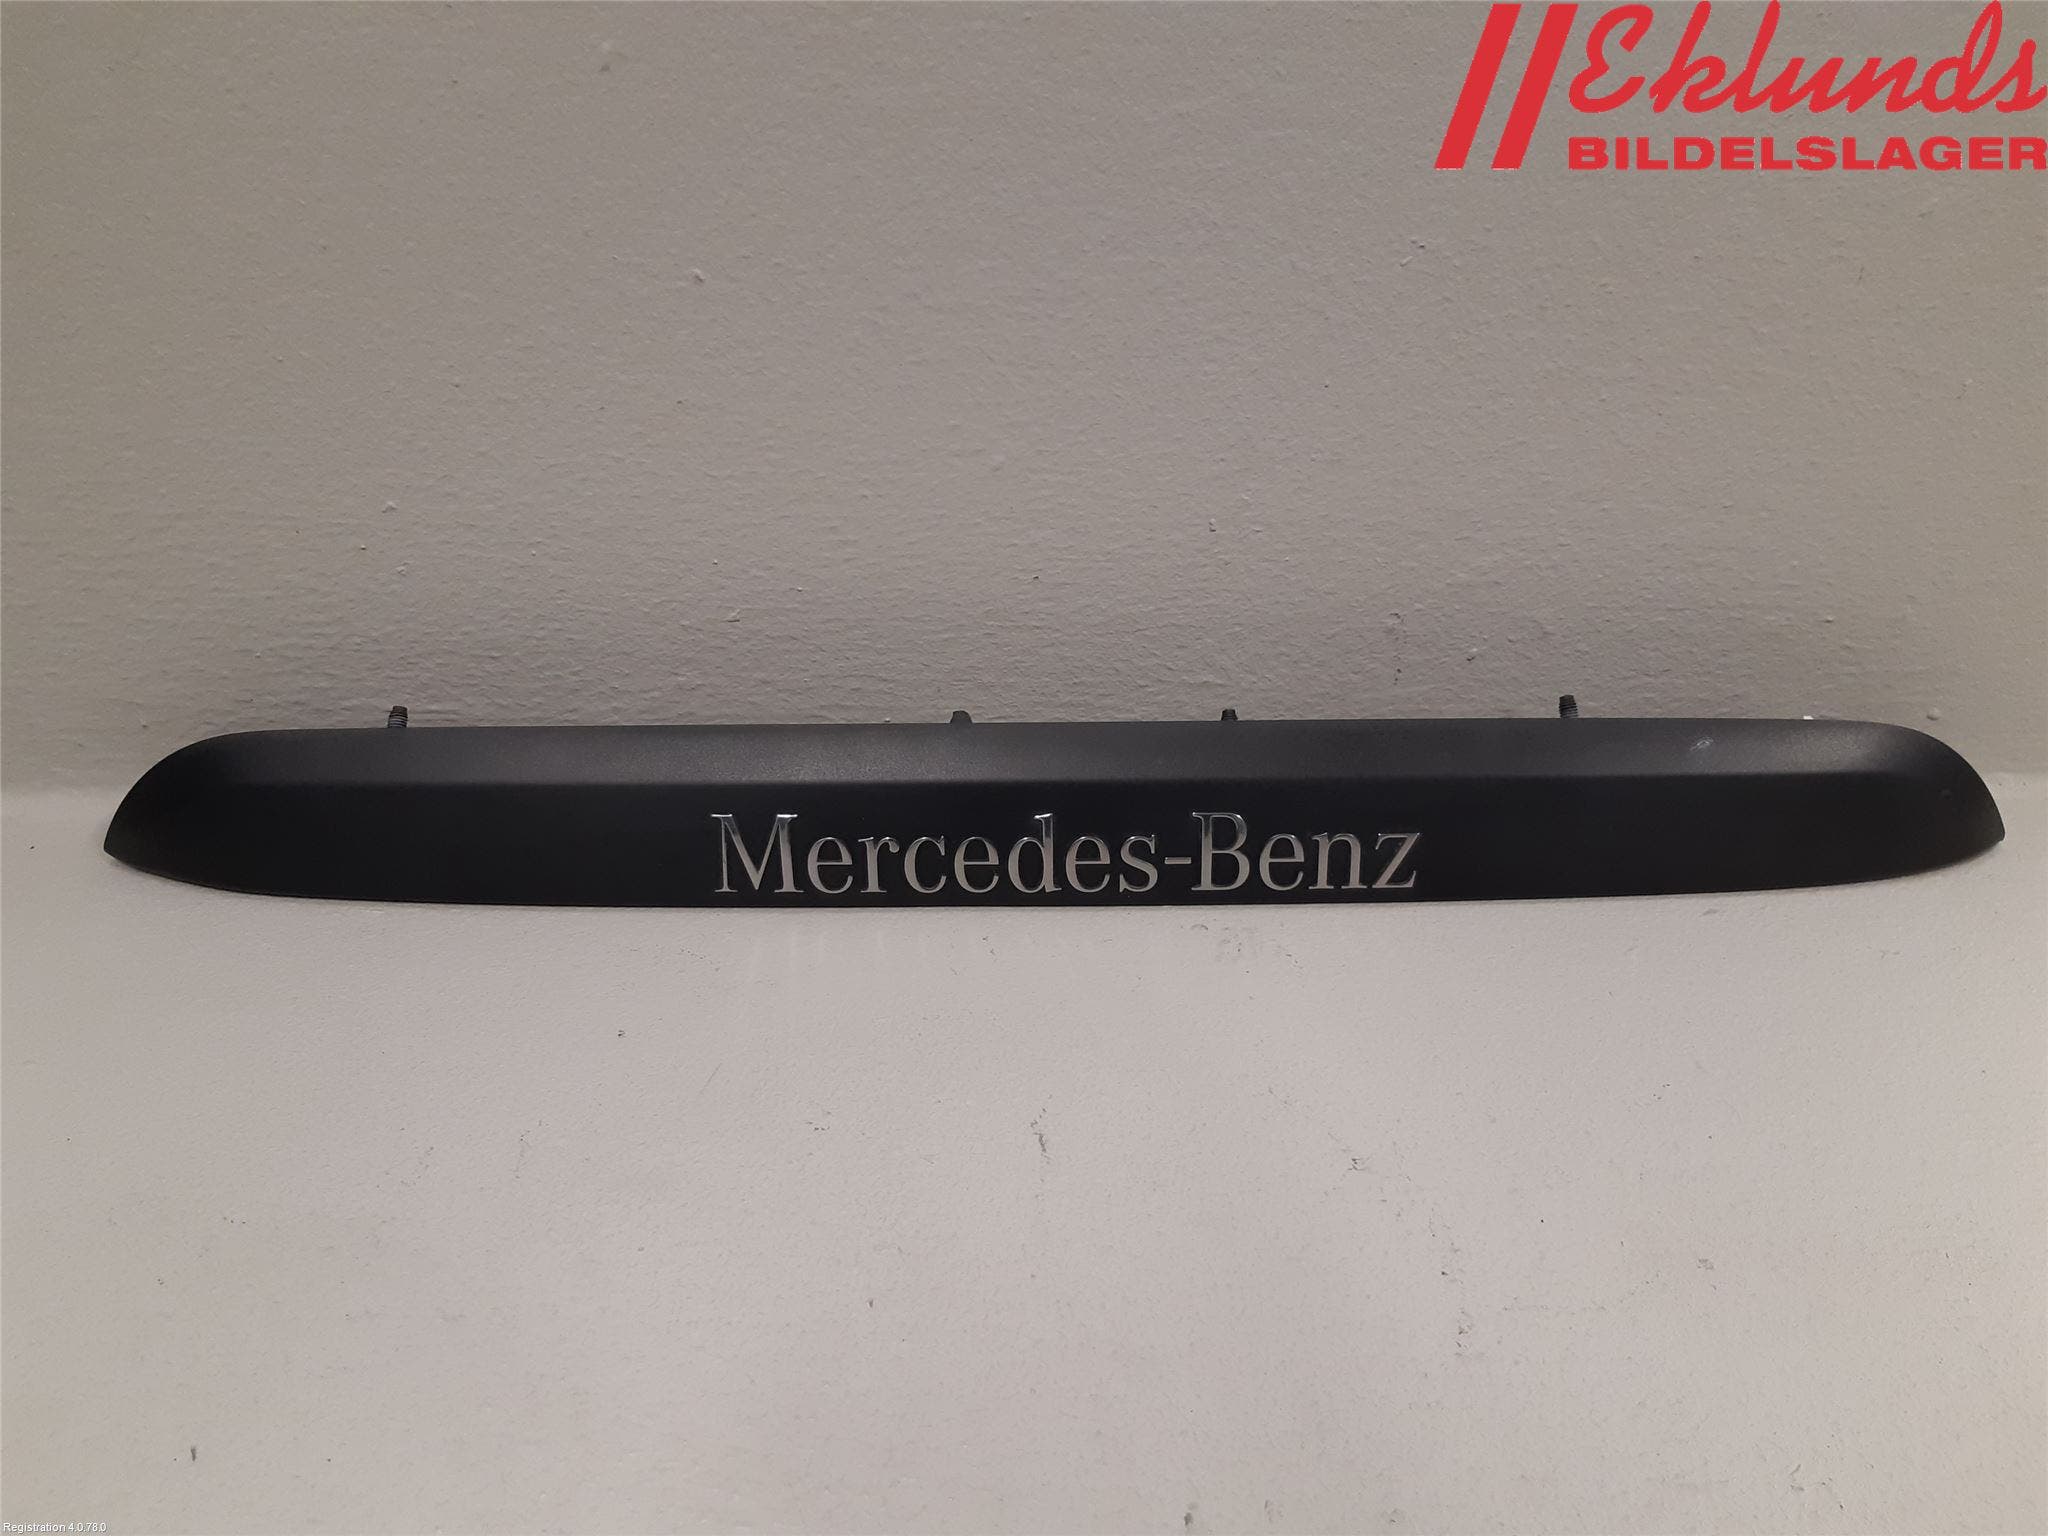 Eklunds
BILDELSLAGER
Mercedes-Benz
Registration 4.0.78.0